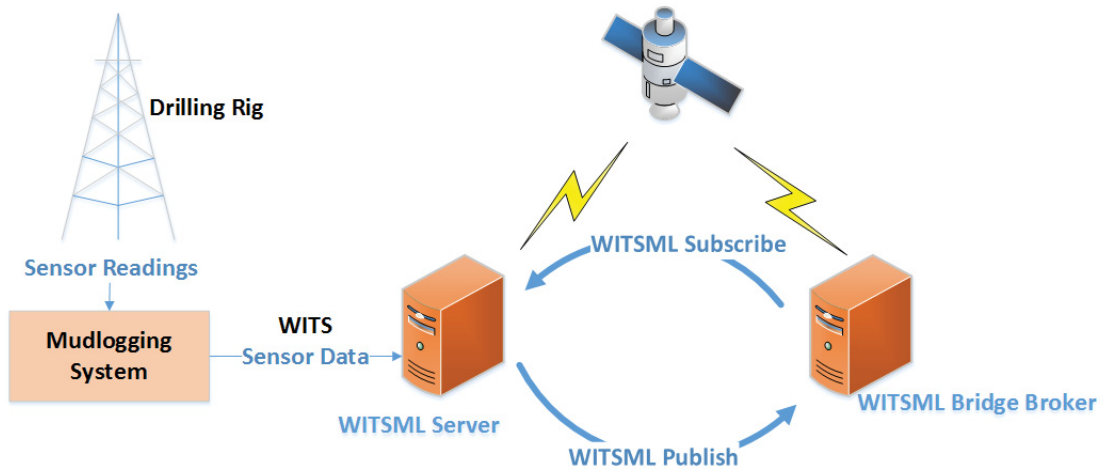 Drilling Rig
Sensor Readings
Mudlogging
System
WITS
Sensor Data
WITSML Server
WITSML Subscribe
WITSML Publish
WITSML Bridge Broker